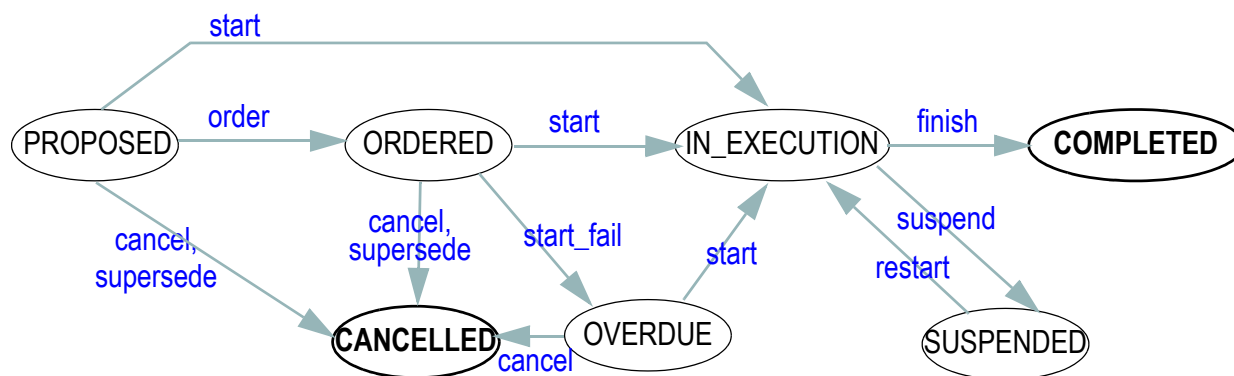 start
order
start
finish
PROPOSED
ORDERED
IN_EXECUTION
COMPLETED
cancel,
supersede
cancel,
supersede
start_fail
start
suspend
restart
CANCELLED
cancel
OVERDUE
SUSPENDED